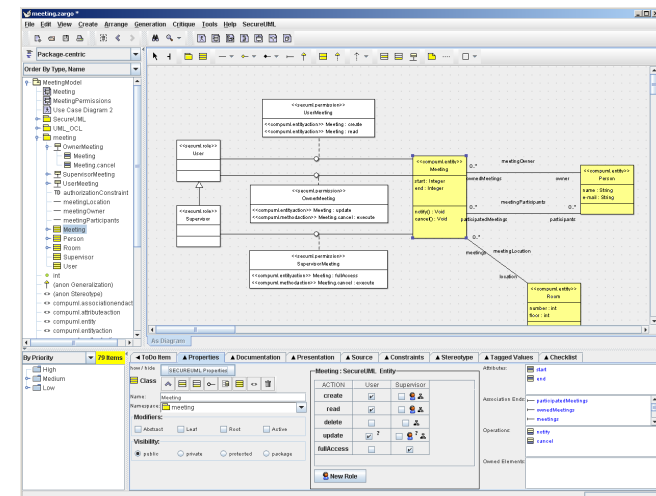 meeting.zargo *
File Edit View Create Arrange Generation Critique Tools Help SecureUML
Package-centric
Order By Type, Name
MeetingModel
Meeting
MeetingPermissions
Use Case Diagram 2
SecureUML
UML_OCL
meeting
OwnerMeeting
Meeting
Meeting.cancel
SupervisorMeeting
UserMeeting
authorizationConstraint
meetingLocation
meetingOwner
meetingParticipants
Meeting
Person
Room
Supervisor
User
int
(anon Generalization)
(anon Stereotype)
compuml.associationendact
compuml.attributeaction
compuml.entity
compuml.entityaction
<<secuml.permission>>
UserMeeting
<<compuml.entityaction>> Meeting : create
<<compuml.entityaction>> Meeting : read
<<secuml.role>>
User
<<secuml.role>>
Supervisor
<<secuml.permission>>
OwnerMeeting
<<compuml.entityaction>> Meeting : update
<<compuml.methodaction>> Meeting.cancel : execute
<<secuml.permission>>
SupervisorMeeting
<<compuml.entityaction>> Meeting : fullAccess
<<compuml.methodaction>> Meeting.cancel : execute
<<compuml.entity>>
Meeting
start : Integer
end : Integer
notify() : Void
cancel() : Void
0..*
meetingOwner
ownedMeetings
owner
meetingParticipants
0..*
0..*
participatedMeetings
participants
0..*
meetings
meetingLocation
location
<<compuml.entity>>
Person
name : String
e-mail : String
<<compuml.entity>>
Room
number : int
floor : int
As Diagram
By Priority
79 Items
High
Medium
Low
ToDo Item
Properties
Documentation
Presentation
Source
Constraints
Stereotype
Tagged Values
Checklist
SECUREUML Properties
Class
Name:
Meeting
Namespace:
meeting
Modifiers:
Abstract
Leaf
Root
Active
Visibility:
public
private
protected
package
Meeting : SecureUML Entity
ACTION User Supervisor
create
read
delete
update ? ?
fullAccess
New Role
Attributes:
start
end
Association Ends:
participatedMeetings
ownedMeetings
meetings
Operations:
notify
cancel
Owned Elements: